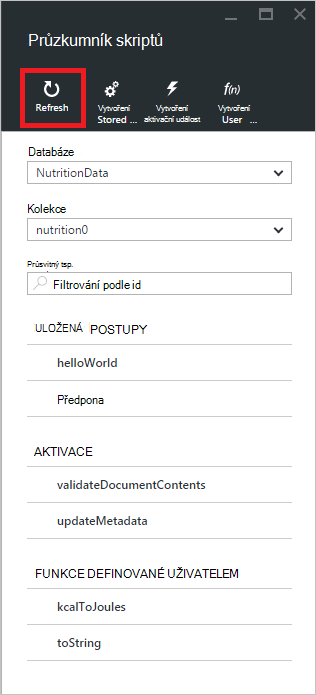 Průzkumník skriptů
Refresh
Vytvoření
Stored ...
Vytvoření
aktivační událost
f(n)
Vytvoření
User ...
Databáze
NutritionData
Kolekce
nutrition0
Průsvitný tsp.
Filtrování podle id
ULOŽENÁ POSTUPY
helloWorld
Předpona
AKTIVACE
validateDocumentContents
updateMetadata
FUNKCE DEFINOVANÉ UŽIVATELEM
kcalToJoules
toString